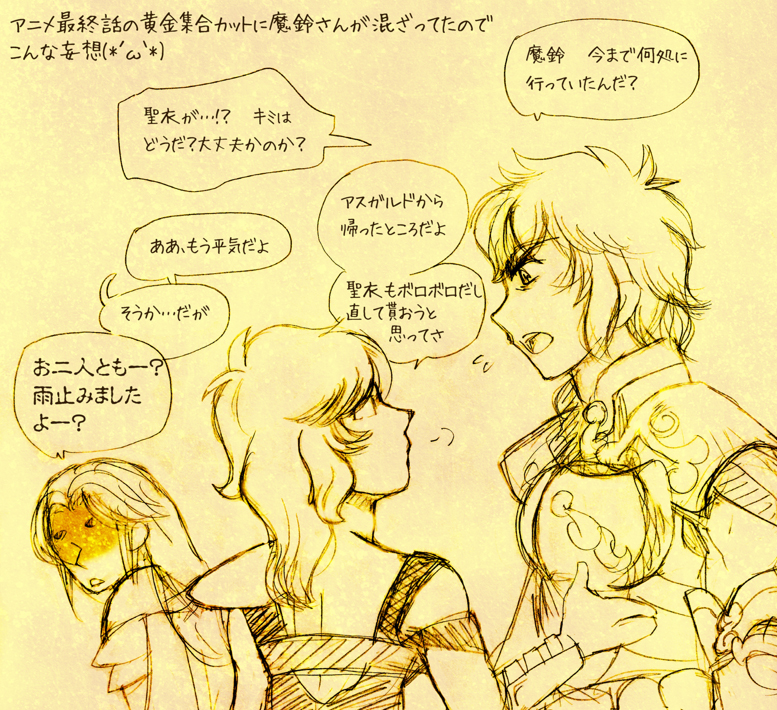 アニメ最終話の黄金集合カットに魔鈴さんが混ざってたので
こんな妄想(*'ω'*)
魔鈴　今まで何処に
行っていたんだ?
アスガルドから
帰ったところだよ
聖衣もボロボロだし
直して貰おうと
思ってさ
聖衣が…!?　キミは
どうだ?大丈夫かのか?
ああ、もう平気だよ
そうか…だが
お二人ともー?
雨止みました
よー?